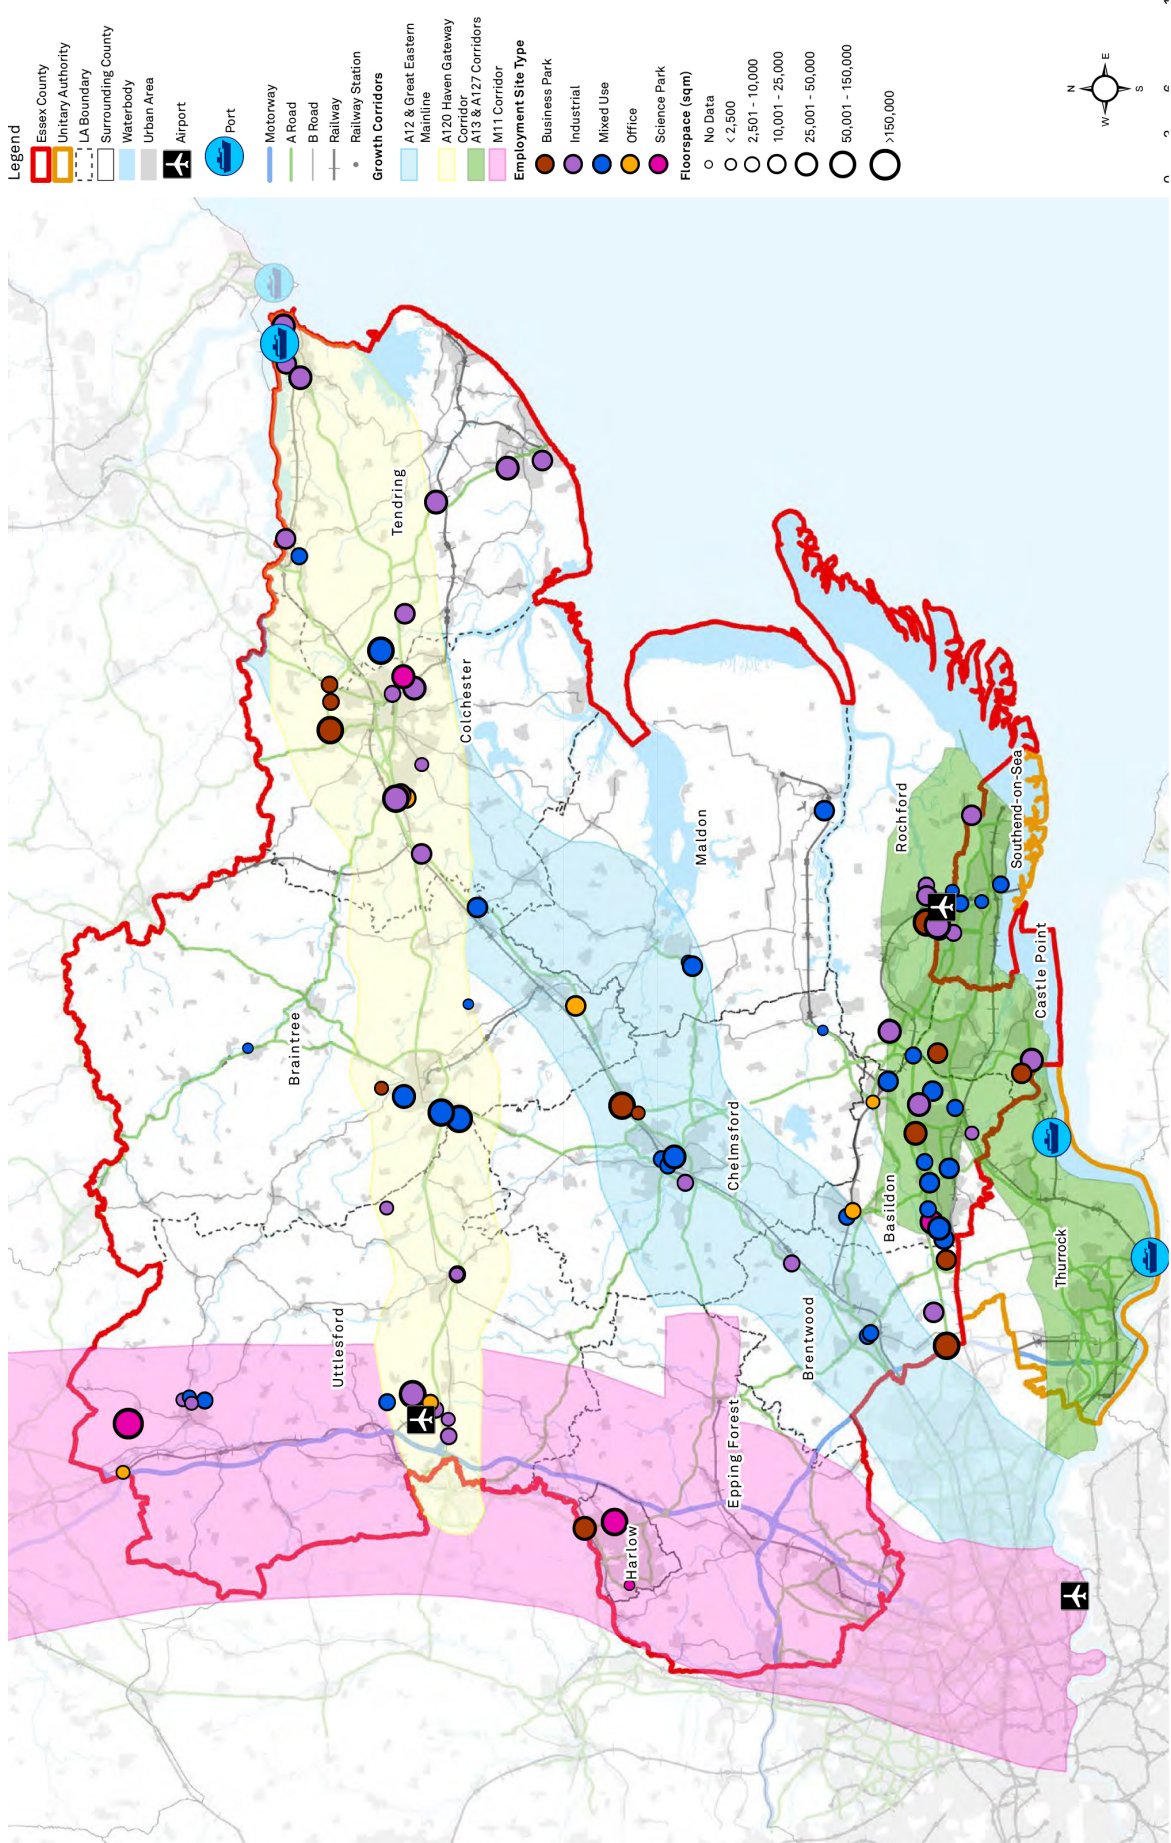 Legend
Essex County
Unitary Authority
LA Boundary
Surrounding County
Waterbody
Urban Area
Airport
Port
Motorway
A Road
B Road
Railway
Railway Station
Growth Corridors
A12 & Great Eastern
Mainline
A120 Haven Gateway
Corridor
A13 & A127 Corridors
M11 Corridor
Employment Site Type
Business Park
Industrial
Mixed Use
Office
Science Park
Floorspace (sqm)
No Data
< 2,500
2,501 - 10,000
10,001 - 25,000
25,001 - 50,000
50,001 - 150,000
>150,000
N
W
E
S
Uttlesford
Braintree
Colchester
Tendring
Harlow
Epping Forest
Brentwood
Chelmsford
Maldon
Basildon
Rochford
Thurrock
Castle Point
Southend-on-Sea